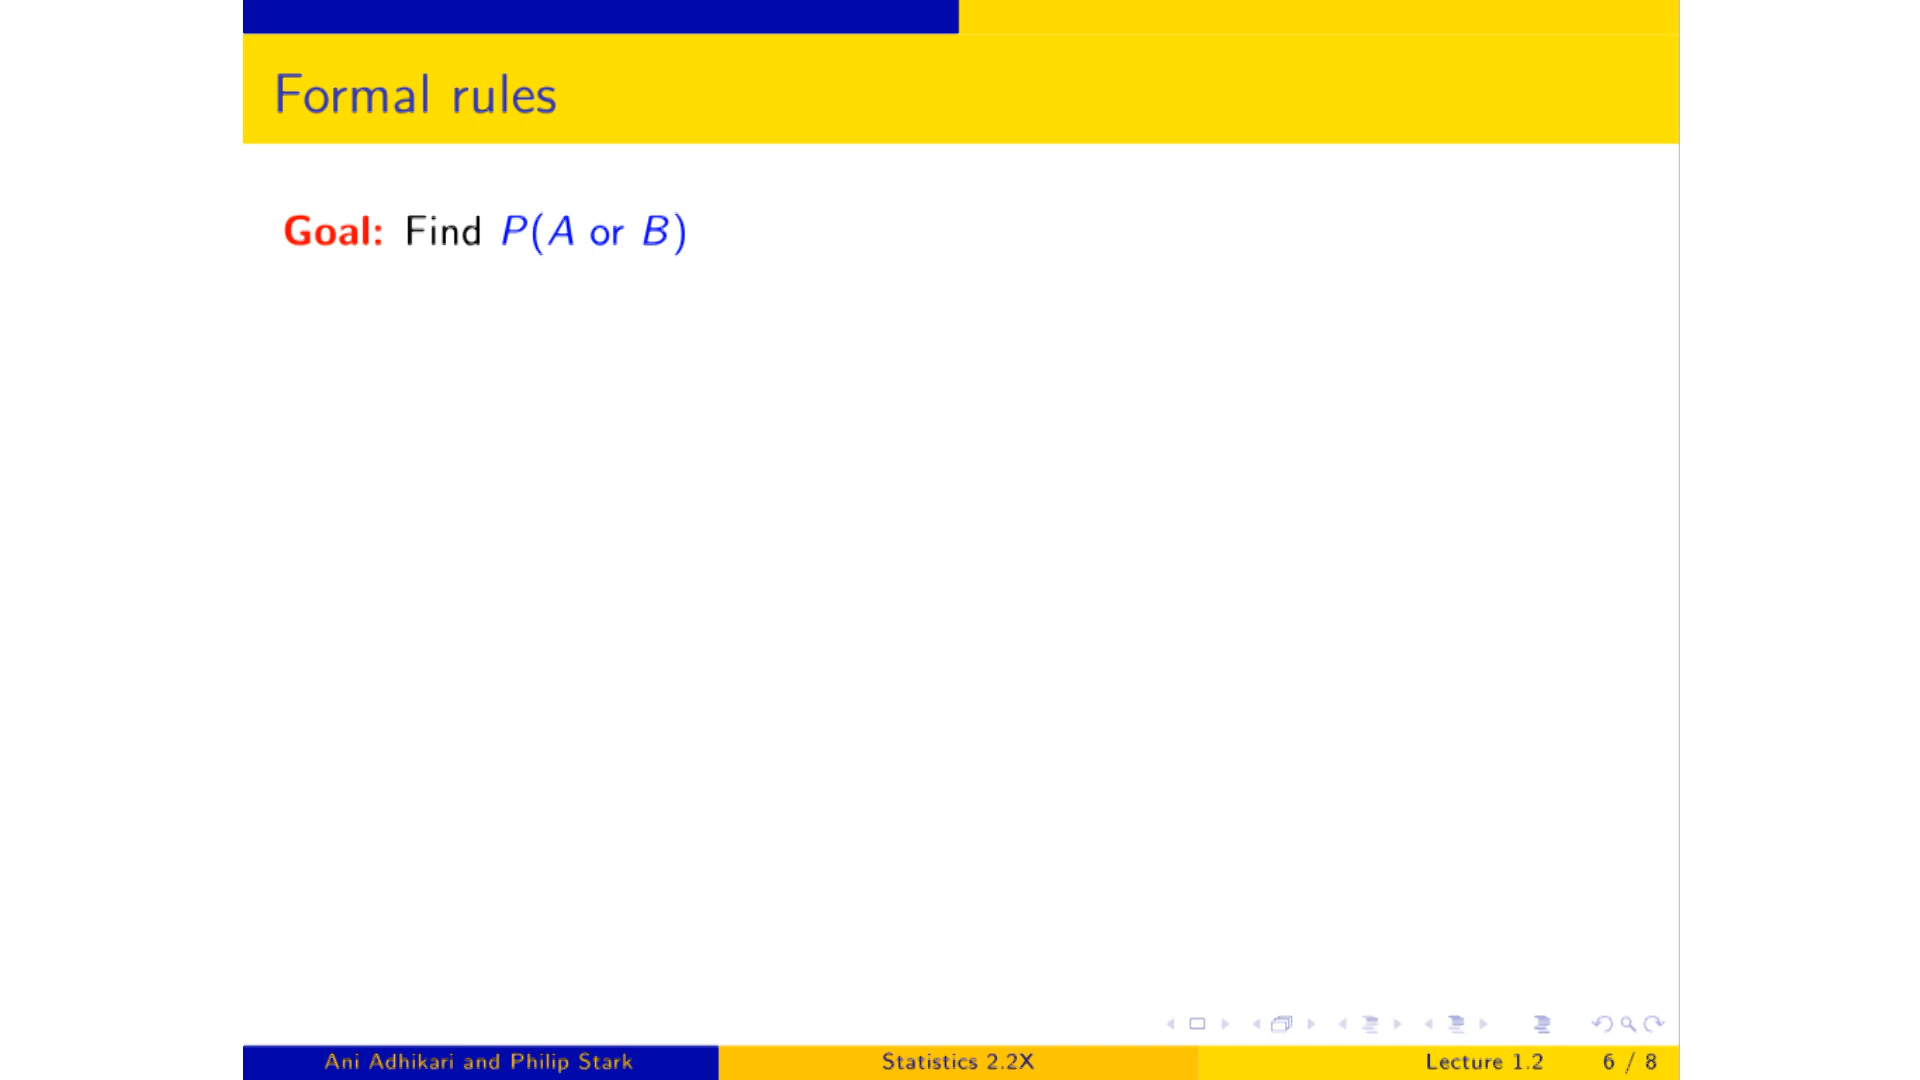 Formal rules
Goal: Find P(A or B)
Ani Adhikari and Philip Stark
Statistics 2.2X
Lecture 1.2
6 / 8